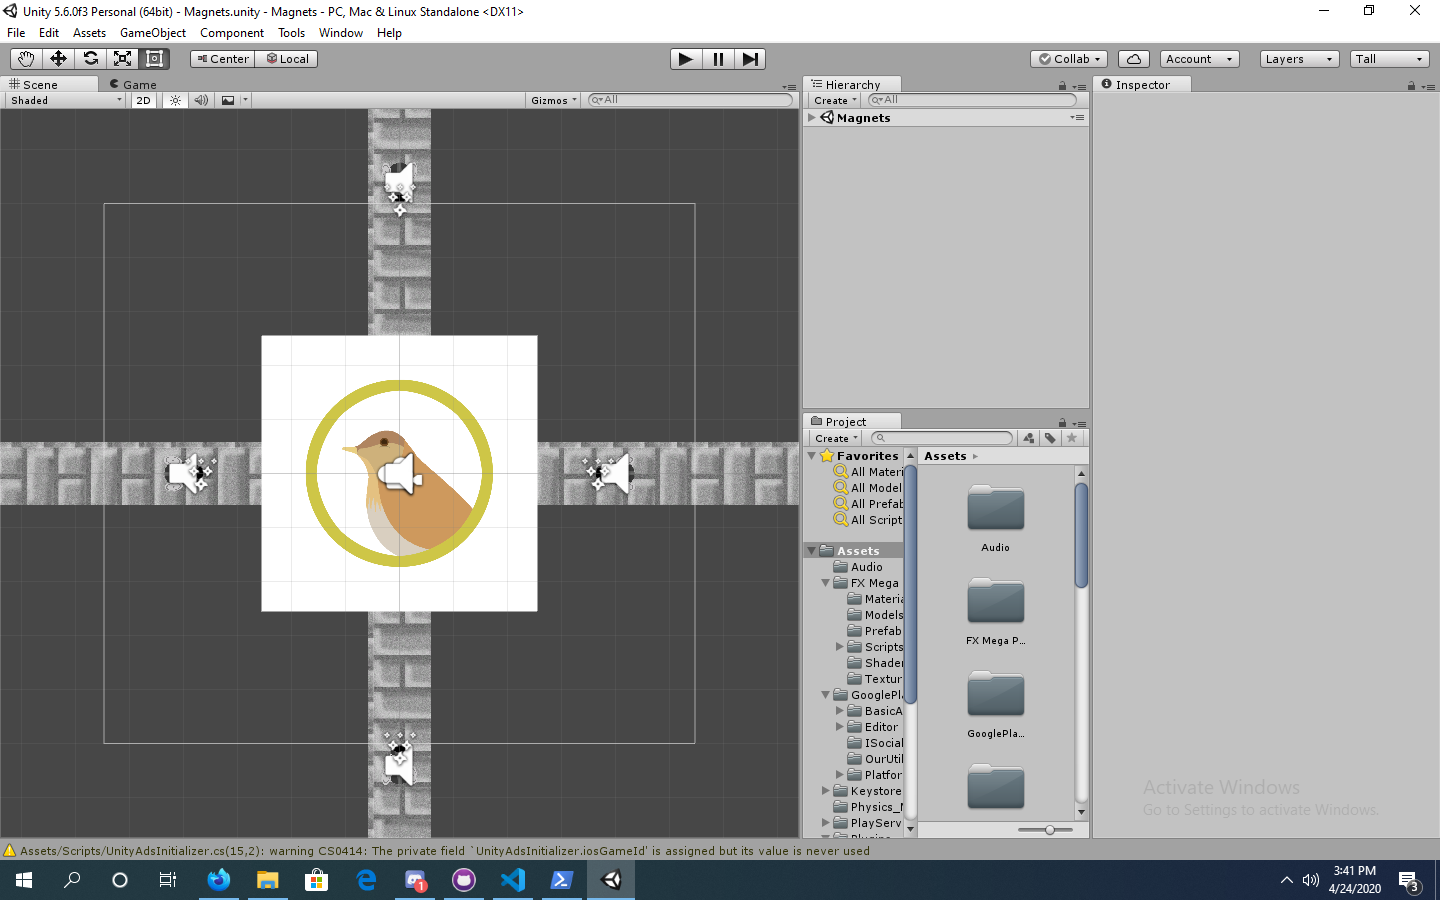 Unity 5.6.0f3 Personal (64bit) - Magnets.unity - Magnets - PC, Mac & Linux Standalone <DX11>
File Edit Assets GameObject Component Tools Window Help
Center Local Collab Account Layers Tall
Scene Game
Shaded 2D Gizmos All
Hierarchy
Create All
Magnets
Inspector
Project
Create
Favorites
All Materi
All Model
All Prefab
All Script
Assets
Audio
FX Mega
Materia
Models
Prefab
Scripts
Shader
Textur
GooglePl
BasicA
Editor
ISocial
OurUtil
Platfor
Keystore
Physics_M
PlayServ
Plugins
Assets
Audio
FX Mega P...
GooglePla...
Activate Windows
Go to Settings to activate Windows.
Assets/Scripts/UnityAdsInitializer.cs(15,2): warning CS0414: The private field `UnityAdsInitializer.iosGameId' is assigned but its value is never used
1
3:41 PM
4/24/2020
3